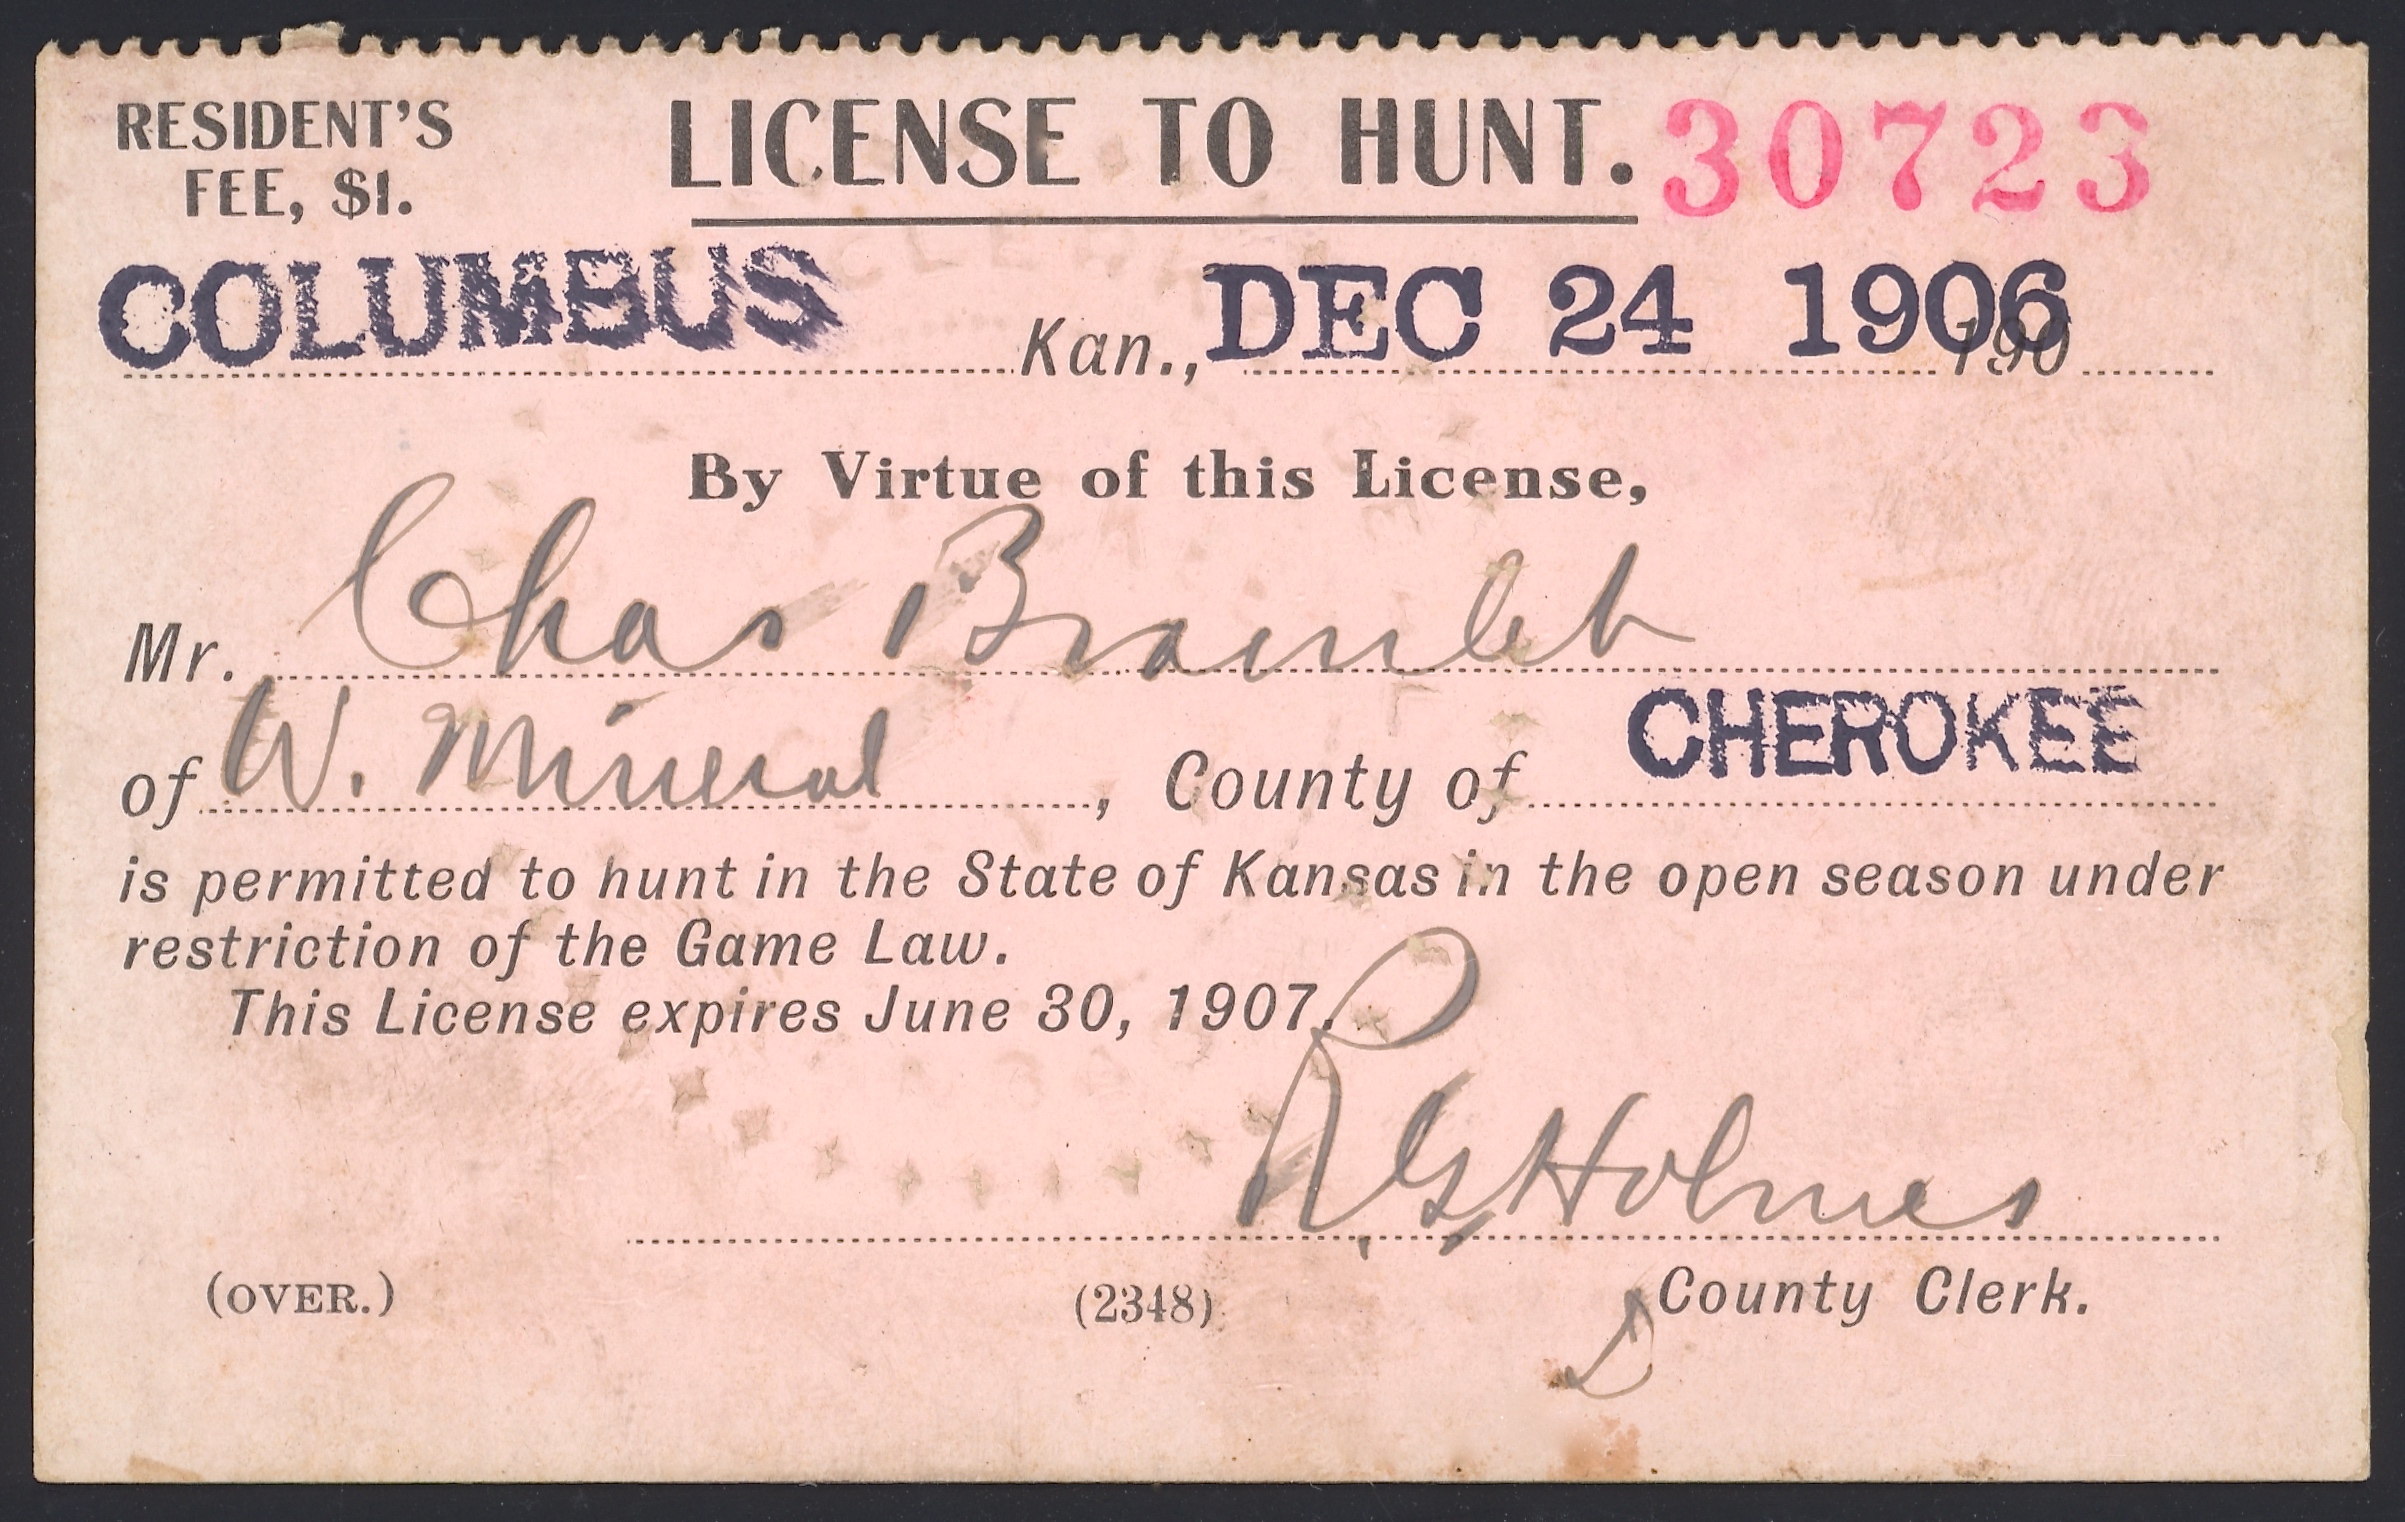 RESIDENT'S
FEE, $1.
LICENSE TO HUNT. 30723
COLUMBUS Kan., DEC 24 1906 190
By Virtue of this License,
Mr. Chas
of W. Mineral, County of CHEROKEE
is permitted to hunt in the State of Kansas in the open season under
restriction of the Game Law.
This License expires June 30, 1907.
R. G. Holmes
County Clerk.
(OVER.) (2348)
D